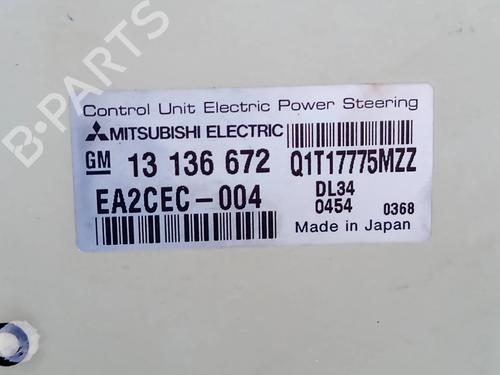 Control Unit Electric Power Steering
MITSUBISHI ELECTRIC
GM 13 136 672 Q1T17775MZZ
EA2CEC-004 DL34
0454 0368
Made in Japan
B-PARTS